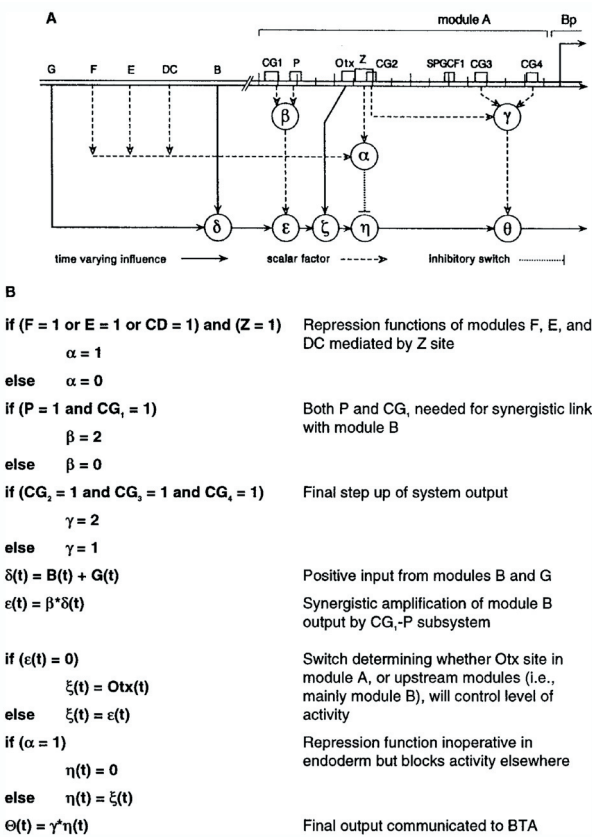 A
module A
Bp
G F E DC B CG1 P Otx Z CG2 SPGCF1 CG3 CG4
β
γ
α
δ ε ζ η θ
time varying influence
scalar factor
inhibitory switch
B
if (F = 1 or E = 1 or CD = 1) and (Z = 1) Repression functions of modules F, E, and
α = 1 DC mediated by Z site
else α = 0
if (P = 1 and CG₁ = 1) Both P and CG, needed for synergistic link
β = 2 with module B
else β = 0
if (CG₂ = 1 and CG₃ = 1 and CG₄ = 1) Final step up of system output
γ = 2
else γ = 1
δ(t) = B(t) + G(t) Positive input from modules B and G
ε(t) = β*δ(t) Synergistic amplification of module B
output by CG₁-P subsystem
if (ε(t) = 0) Switch determining whether Otx site in
ξ(t) = Otx(t) module A, or upstream modules (i.e.,
else ξ(t) = ε(t) mainly module B), will control level of
activity
if (α = 1) Repression function inoperative in
η(t) = 0 endoderm but blocks activity elsewhere
else η(t) = ξ(t)
Θ(t) = γ*η(t) Final output communicated to BTA